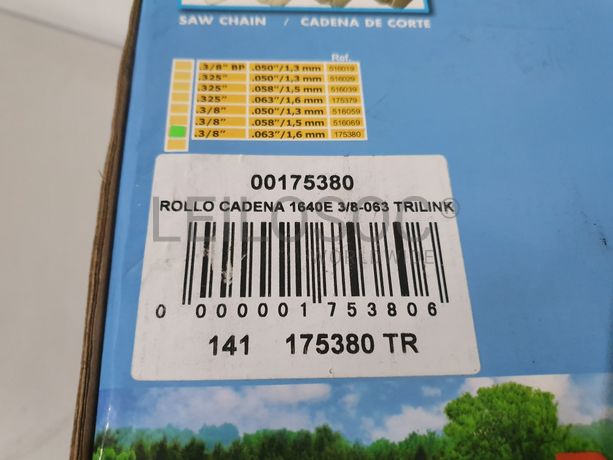 SAW CHAIN / CADENA DE CORTE
Ref.
.3/8" BP .050"/1,3 mm 516019
.325" .050"/1,3 mm 516029
.325" .058"/1,5 mm 516039
.325" .063"/1,6 mm 175379
.3/8" .050"/1,3 mm 516059
.3/8" .058"/1,5 mm 516069
.3/8" .063"/1,6 mm 175380
00175380
ROLLO CADENA 1640E 3/8-063 TRILINK
LEILOSOC®
WORLDWIDE
0 000001 753806
141 175380 TR